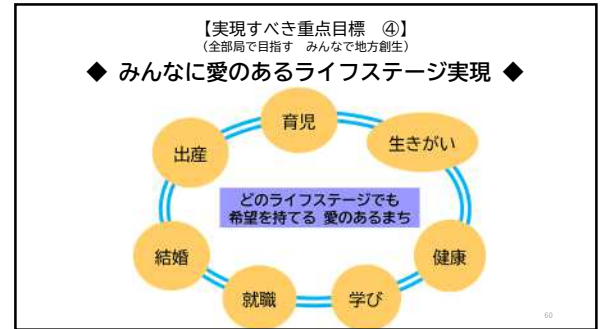 【実現すべき重点目標　④】
（全部局で目指す　みんなで地方創生）
◆ みんなに愛のあるライフステージ実現 ◆
育児
生きがい
出産
どのライフステージでも
希望を持てる 愛のあるまち
結婚
健康
就職
学び
60